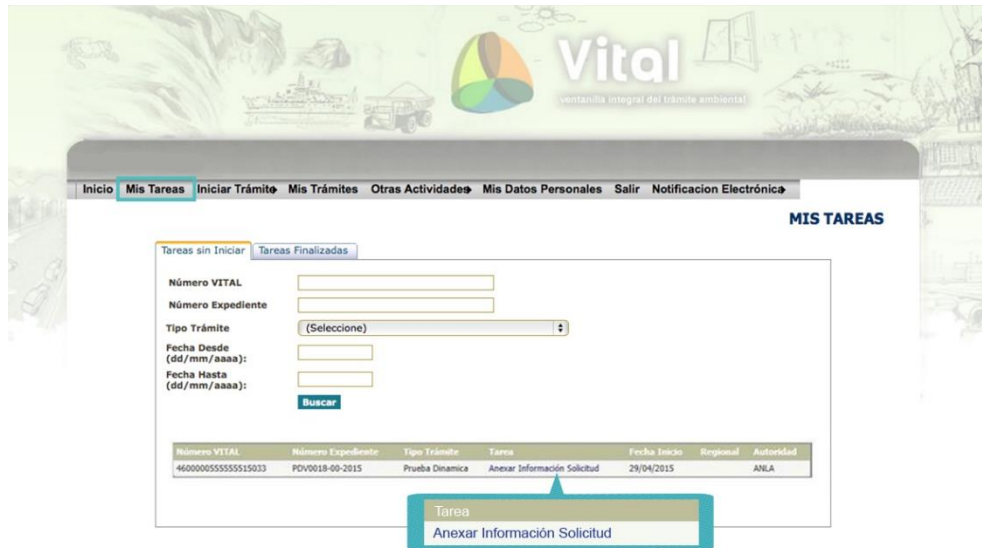 Vital
ventanilla integral del trámite ambiental
Inicio Mis Tareas Iniciar Trámite Mis Trámites Otras Actividades Mis Datos Personales Salir Notificacion Electrónica
MIS TAREAS
Tareas sin Iniciar Tareas Finalizadas
Número VITAL
Número Expediente
Tipo Trámite (Seleccione)
Fecha Desde
(dd/mm/aaaa):
Fecha Hasta
(dd/mm/aaaa):
Buscar
Número VITAL Número Expediente Tipo Trámite Tarea Fecha Inicio Regional Autoridad
4600000555555515033 PDV0018-00-2015 Prueba Dinamica Anexar Información Solicitud 29/04/2015 ANLA
Tarea
Anexar Información Solicitud